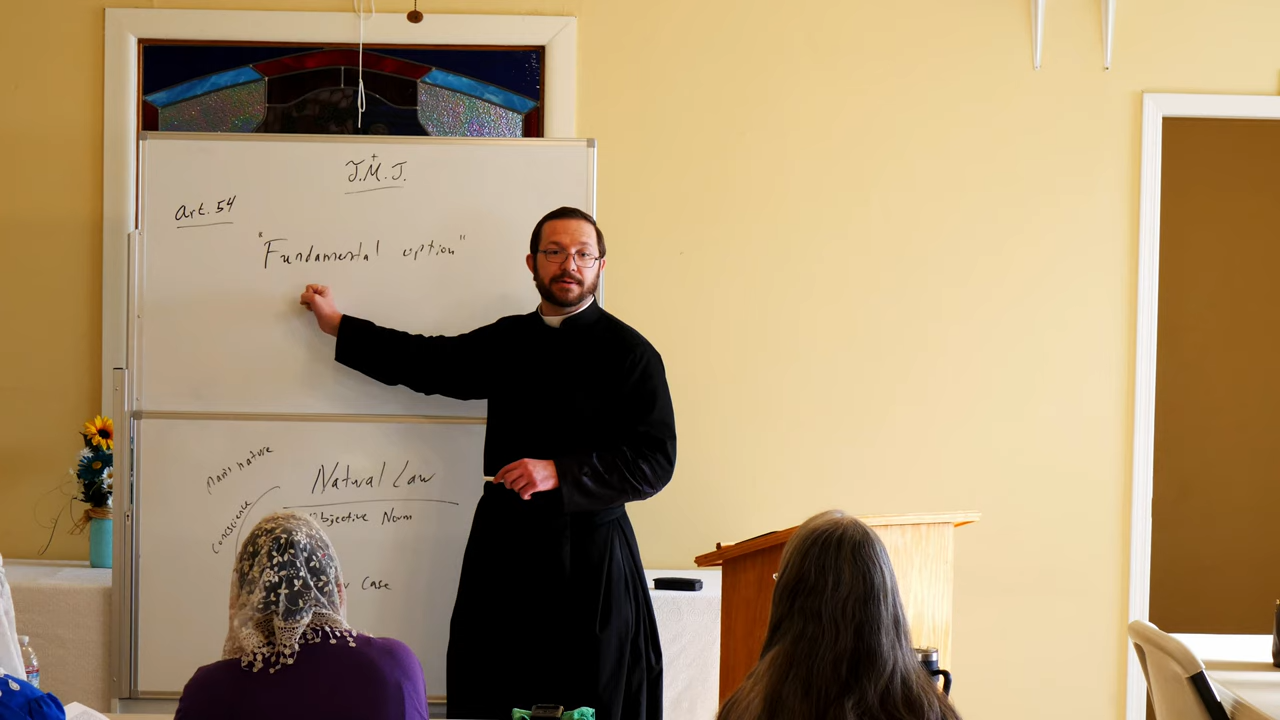 J.M.J.
Art. 54
"Fundamental option"
Man's nature
Natural Law
Conscience
Objective Norm
Case